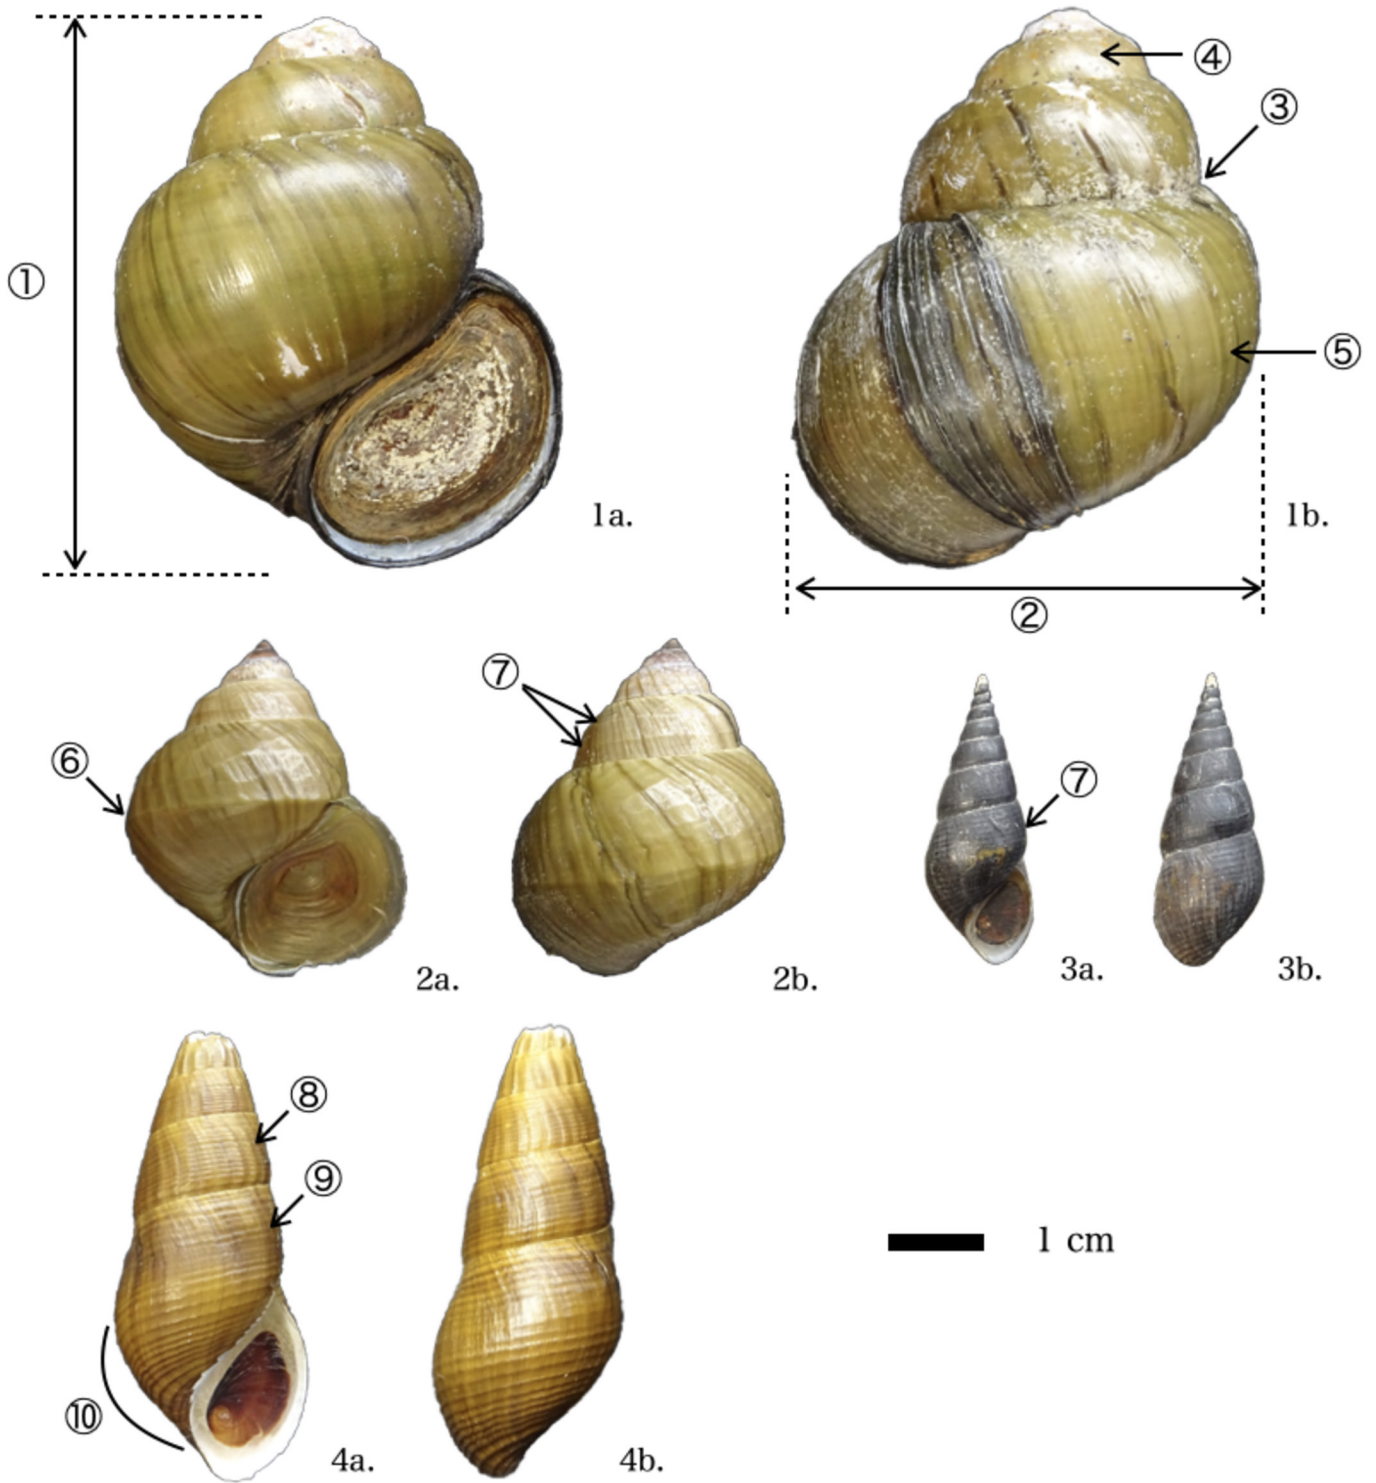 ④
③
①
⑤
1a.
1b.
②
⑦
⑥
⑦
2a.
2b.
3a.
3b.
⑧
⑨
1 cm
⑩
4a.
4b.